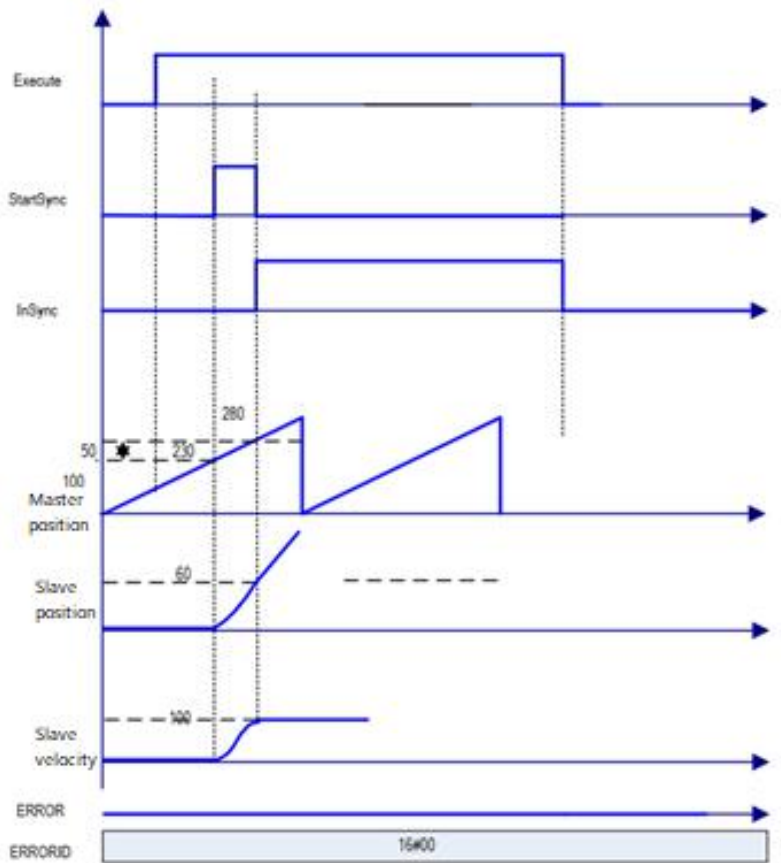 Execute
StartSync
InSync
280
50
230
100
Master
position
60
Slave
position
100
Slave
velocity
ERROR
ERRORID
16#00